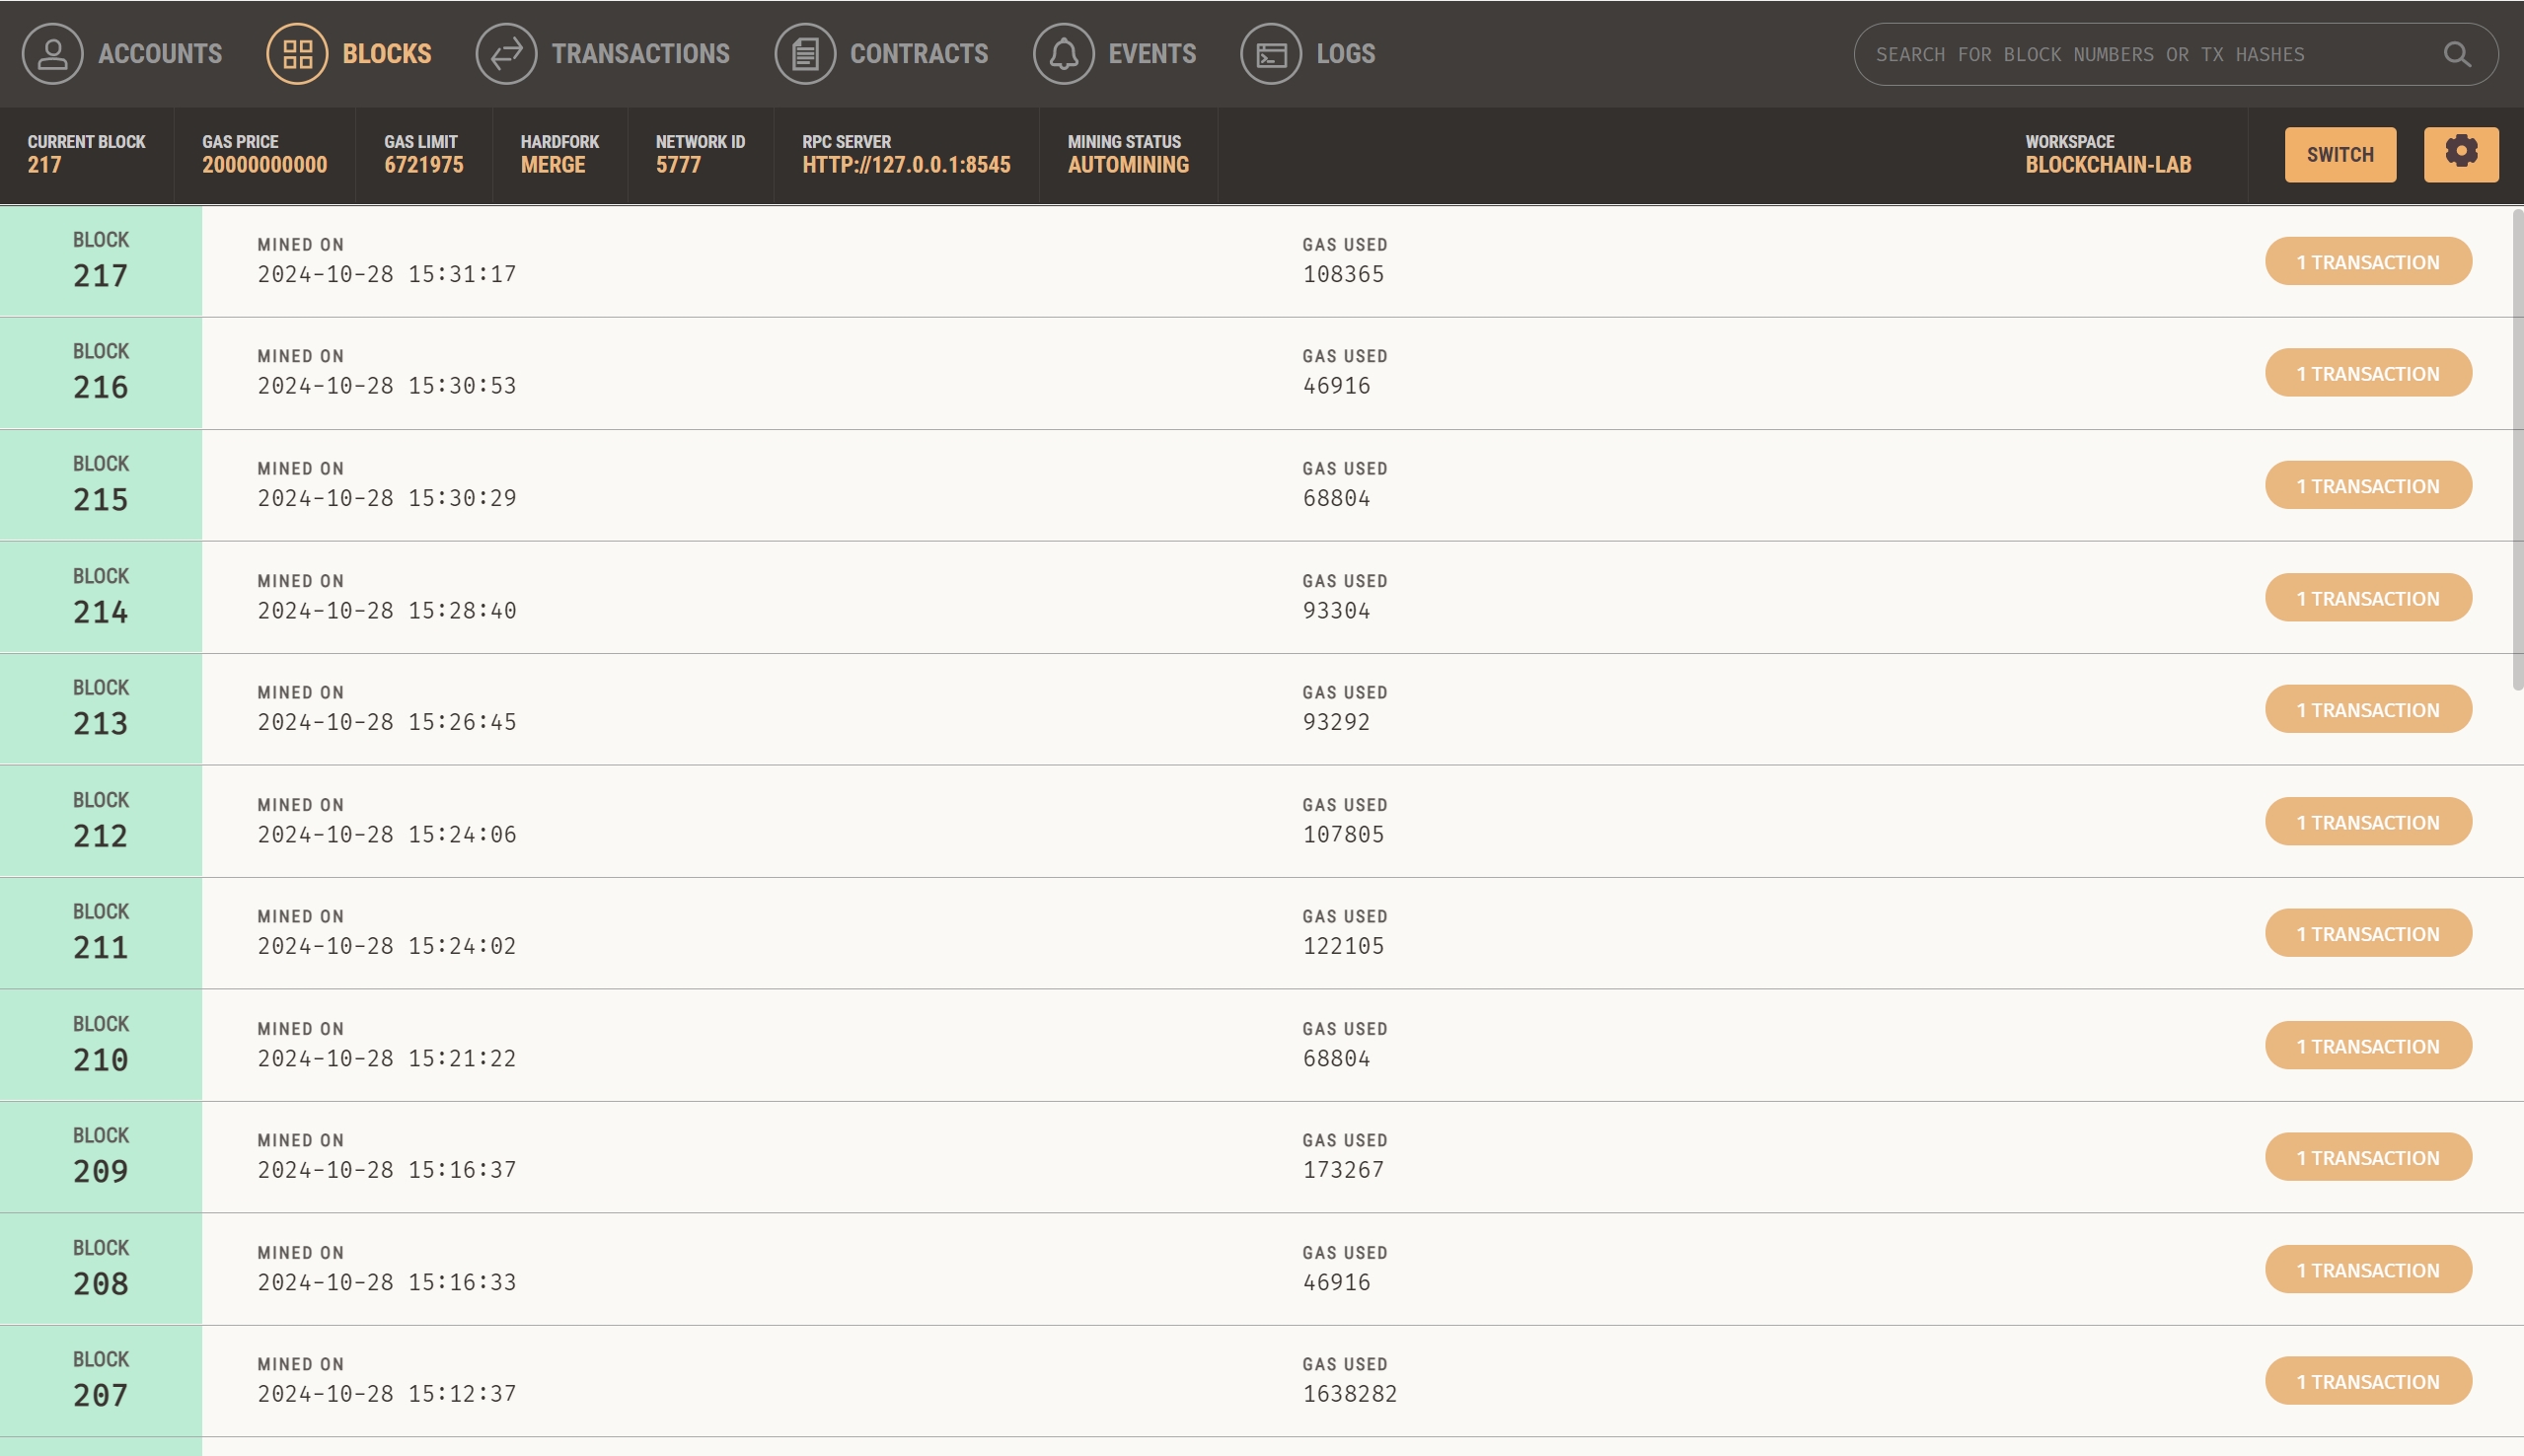 ACCOUNTS BLOCKS TRANSACTIONS CONTRACTS EVENTS LOGS SEARCH FOR BLOCK NUMBERS OR TX HASHES
CURRENT BLOCK GAS PRICE GAS LIMIT HARDFORK NETWORK ID RPC SERVER MINING STATUS WORKSPACE
217 20000000000 6721975 MERGE 5777 HTTP://127.0.0.1:8545 AUTOMINING BLOCKCHAIN-LAB SWITCH
BLOCK MINED ON GAS USED
217 2024-10-28 15:31:17 108365 1 TRANSACTION
BLOCK MINED ON GAS USED
216 2024-10-28 15:30:53 46916 1 TRANSACTION
BLOCK MINED ON GAS USED
215 2024-10-28 15:30:29 68804 1 TRANSACTION
BLOCK MINED ON GAS USED
214 2024-10-28 15:28:40 93304 1 TRANSACTION
BLOCK MINED ON GAS USED
213 2024-10-28 15:26:45 93292 1 TRANSACTION
BLOCK MINED ON GAS USED
212 2024-10-28 15:24:06 107805 1 TRANSACTION
BLOCK MINED ON GAS USED
211 2024-10-28 15:24:02 122105 1 TRANSACTION
BLOCK MINED ON GAS USED
210 2024-10-28 15:21:22 68804 1 TRANSACTION
BLOCK MINED ON GAS USED
209 2024-10-28 15:16:37 173267 1 TRANSACTION
BLOCK MINED ON GAS USED
208 2024-10-28 15:16:33 46916 1 TRANSACTION
BLOCK MINED ON GAS USED
207 2024-10-28 15:12:37 1638282 1 TRANSACTION